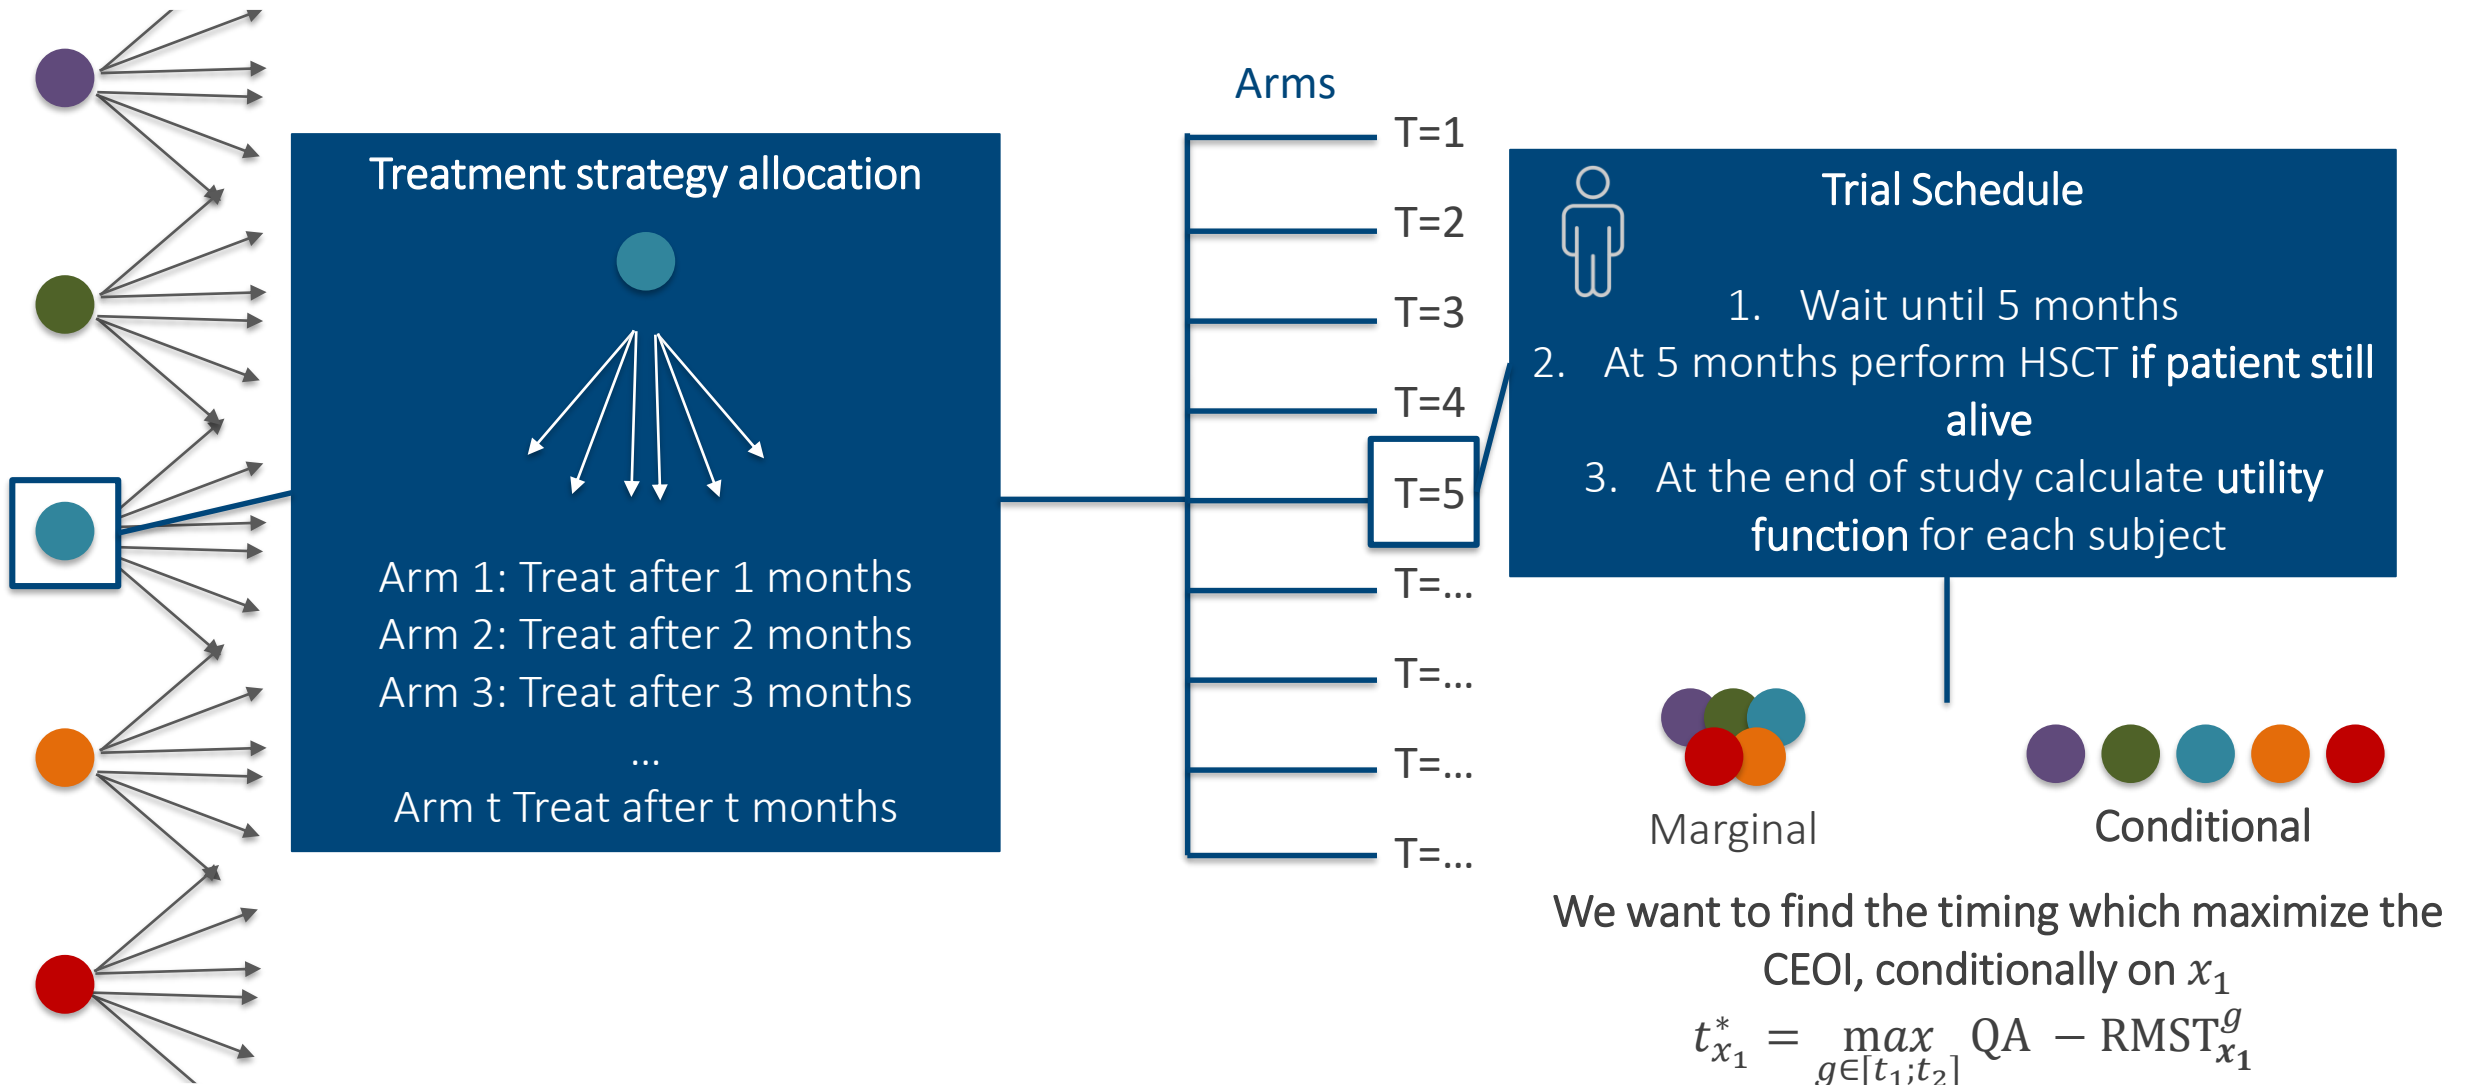 Treatment strategy allocation
Arm 1: Treat after 1 months
Arm 2: Treat after 2 months
Arm 3: Treat after 3 months
...
Arm t Treat after t months
Arms
T=1
T=2
T=3
T=4
T=5
T=...
T=...
T=...
T=...
Trial Schedule
1. Wait until 5 months
2. At 5 months perform HSCT if patient still
alive
3. At the end of study calculate utility
function for each subject
Marginal
Conditional
We want to find the timing which maximize the
CEOI, conditionally on x₁
t*ₓ₁ = max QA − RMST^g_x₁
g∈[t₁;t₂]